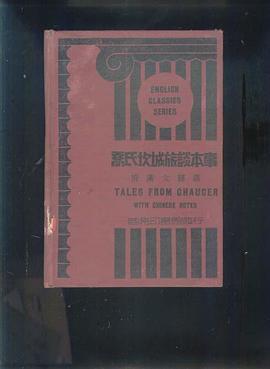 ENGLISH
CLASSICS
SERIES
喬氏坎城旅談本事
TALES FROM CHAUCER
WITH CHINESE NOTES